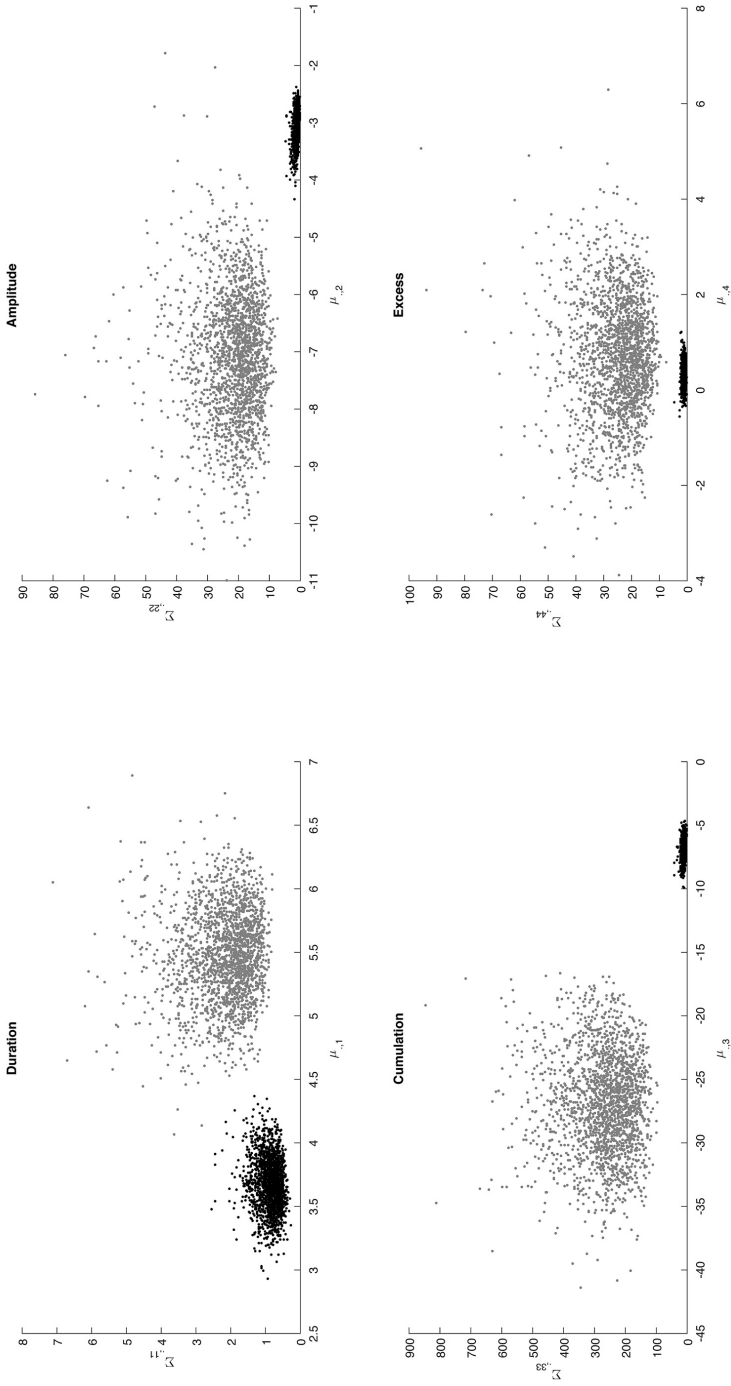 Duration
8
7
6
5
4
3
2
1
0
Σ.,11
2.5 3 3.5 4 4.5 5 5.5 6 6.5 7
μ.,1
Amplitude
90
80
70
60
50
40
30
20
10
0
Σ.,22
-11 -10 -9 -8 -7 -6 -5 -4 -3 -2 -1
μ.,2
Cumulation
900
800
700
600
500
400
300
200
100
0
Σ.,33
-45 -40 -35 -30 -25 -20 -15 -10 -5 0
μ.,3
Excess
100
90
80
70
60
50
40
30
20
10
0
Σ.,44
-4 -2 0 2 4 6 8
μ.,4